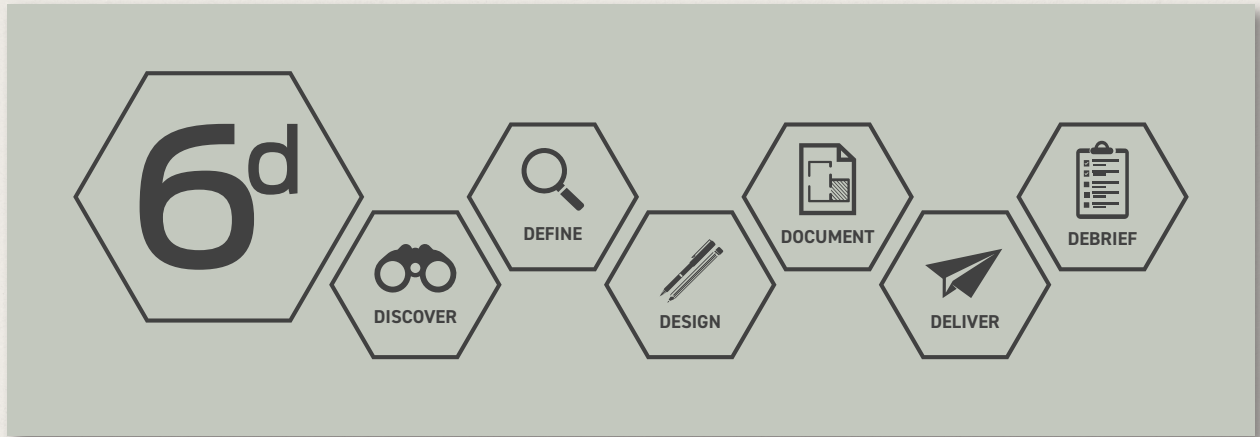 6d
DISCOVER
DEFINE
DESIGN
DOCUMENT
DELIVER
DEBRIEF